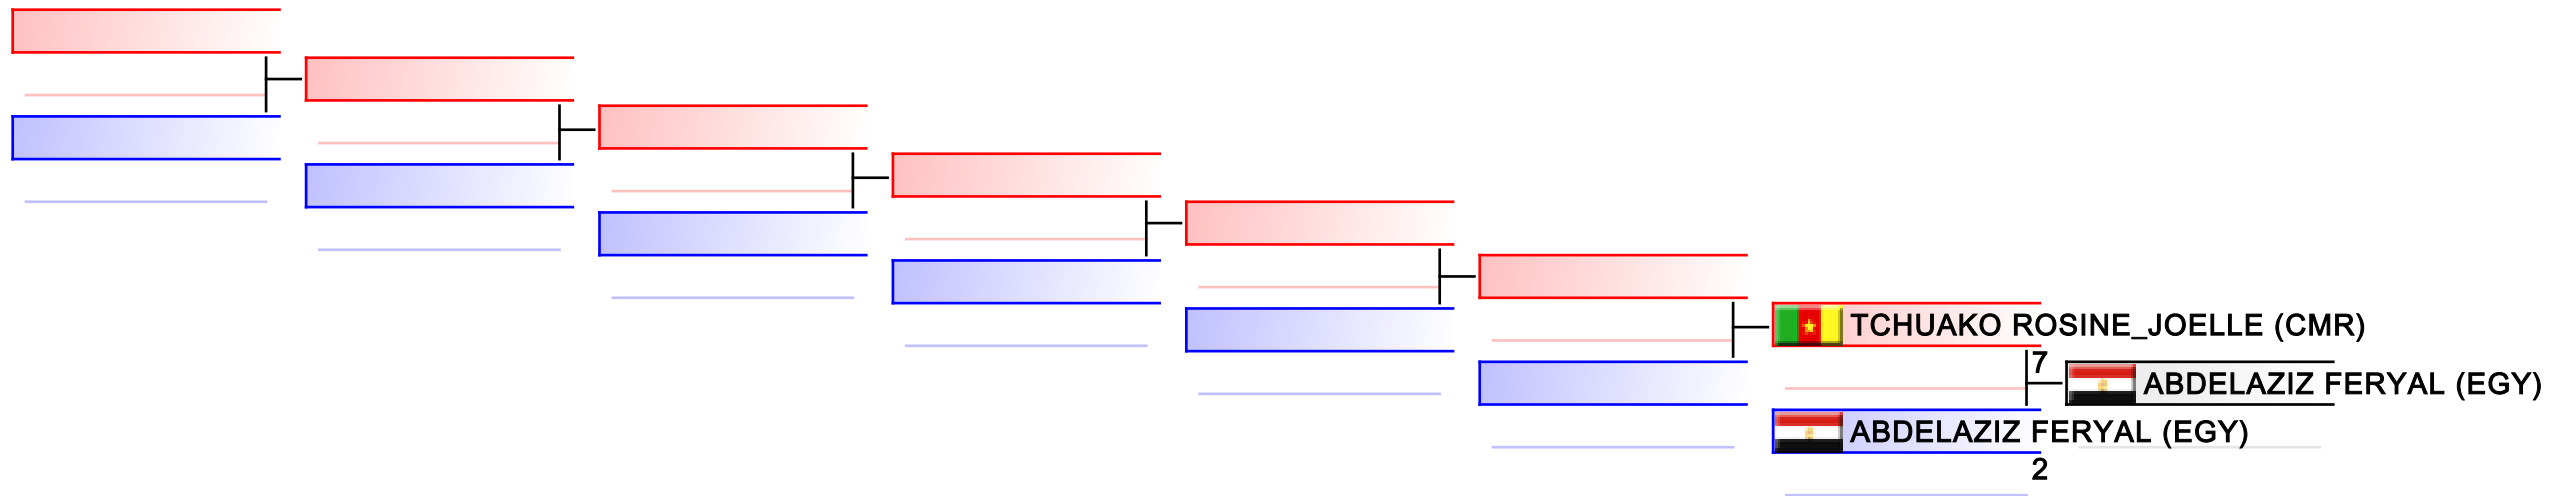 TCHUAKO ROSINE_JOELLE (CMR)
7
ABDELAZIZ FERYAL (EGY)
ABDELAZIZ FERYAL (EGY)
2